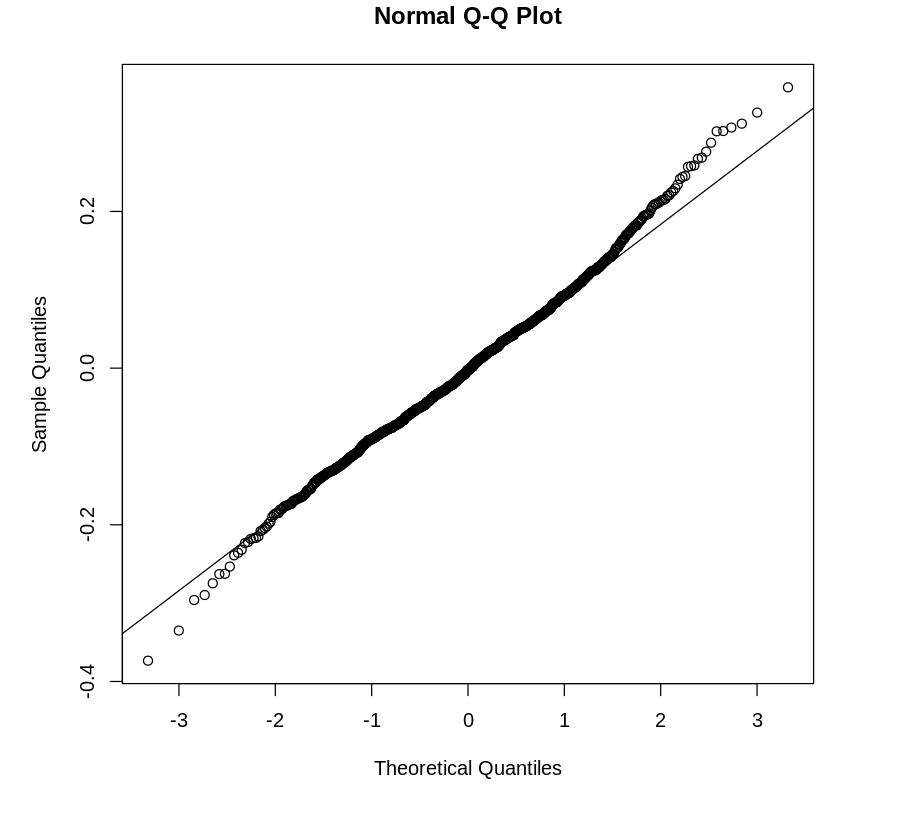 Normal Q-Q Plot
Sample Quantiles
0.2
0.0
-0.2
-0.4
-3 -2 -1 0 1 2 3
Theoretical Quantiles